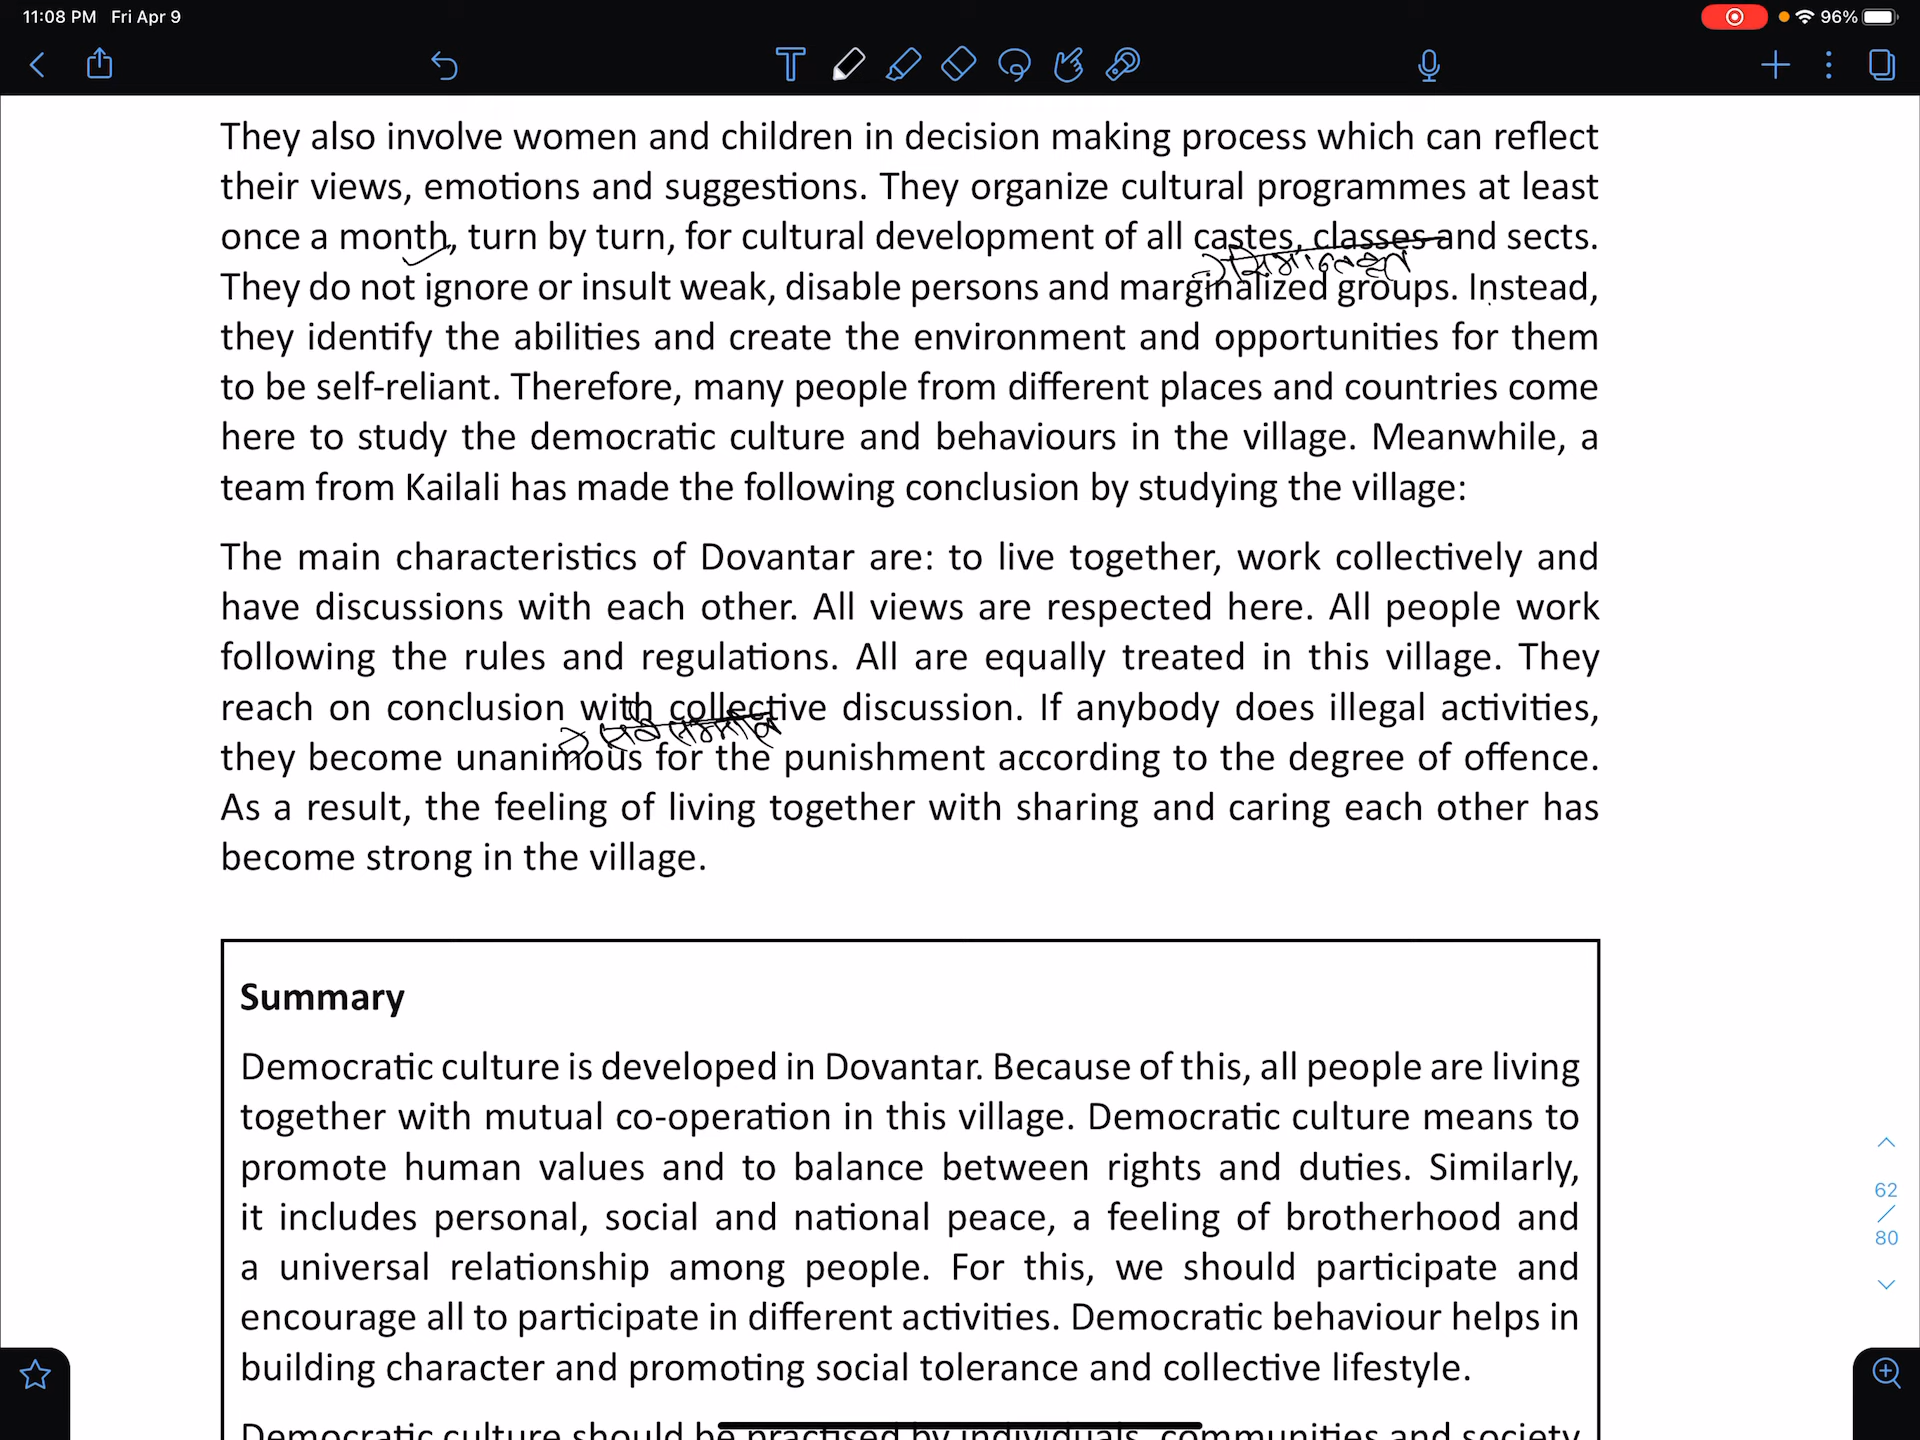 11:08 PM Fri Apr 9
96%
They also involve women and children in decision making process which can reflect
their views, emotions and suggestions. They organize cultural programmes at least
once a month, turn by turn, for cultural development of all castes, classes and sects.
They do not ignore or insult weak, disable persons and marginalized groups. Instead,
they identify the abilities and create the environment and opportunities for them
to be self-reliant. Therefore, many people from different places and countries come
here to study the democratic culture and behaviours in the village. Meanwhile, a
team from Kailali has made the following conclusion by studying the village:
The main characteristics of Dovantar are: to live together, work collectively and
have discussions with each other. All views are respected here. All people work
following the rules and regulations. All are equally treated in this village. They
reach on conclusion with collective discussion. If anybody does illegal activities,
they become unanimous for the punishment according to the degree of offence.
As a result, the feeling of living together with sharing and caring each other has
become strong in the village.
Summary
Democratic culture is developed in Dovantar. Because of this, all people are living
together with mutual co-operation in this village. Democratic culture means to
promote human values and to balance between rights and duties. Similarly,
it includes personal, social and national peace, a feeling of brotherhood and
a universal relationship among people. For this, we should participate and
encourage all to participate in different activities. Democratic behaviour helps in
building character and promoting social tolerance and collective lifestyle.
Democratic culture should be practised by individuals, communities and society
62
/
80